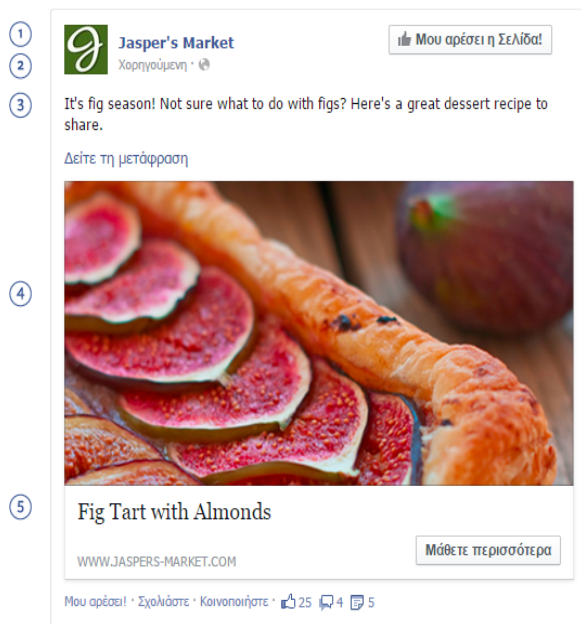 1
Jasper's Market
Μου αρέσει η Σελίδα!
2
Χορηγούμενη ·
3
It's fig season! Not sure what to do with figs? Here's a great dessert recipe to
share.
Δείτε τη μετάφραση
4
5
Fig Tart with Almonds
WWW.JASPERS-MARKET.COM
Μάθετε περισσότερα
Μου αρέσει! · Σχολιάστε · Κοινοποιήστε · 25 4 5